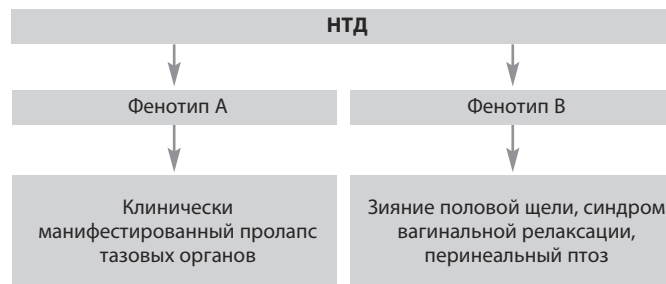 НТД
Фенотип А
Фенотип В
Клинически
манифестированный пролапс
тазовых органов
Зияние половой щели, синдром
вагинальной релаксации,
перинеальный птоз